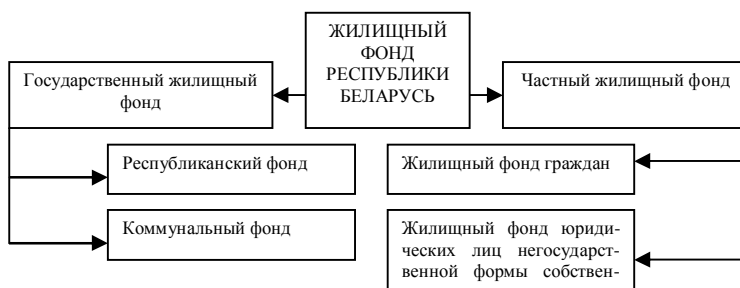 ЖИЛИЩНЫЙ
ФОНД
РЕСПУБЛИКИ
БЕЛАРУСЬ
Государственный жилищный
фонд
Частный жилищный фонд
Республиканский фонд
Жилищный фонд граждан
Коммунальный фонд
Жилищный фонд юриди-
ческих лиц негосударст-
венной формы собствен-